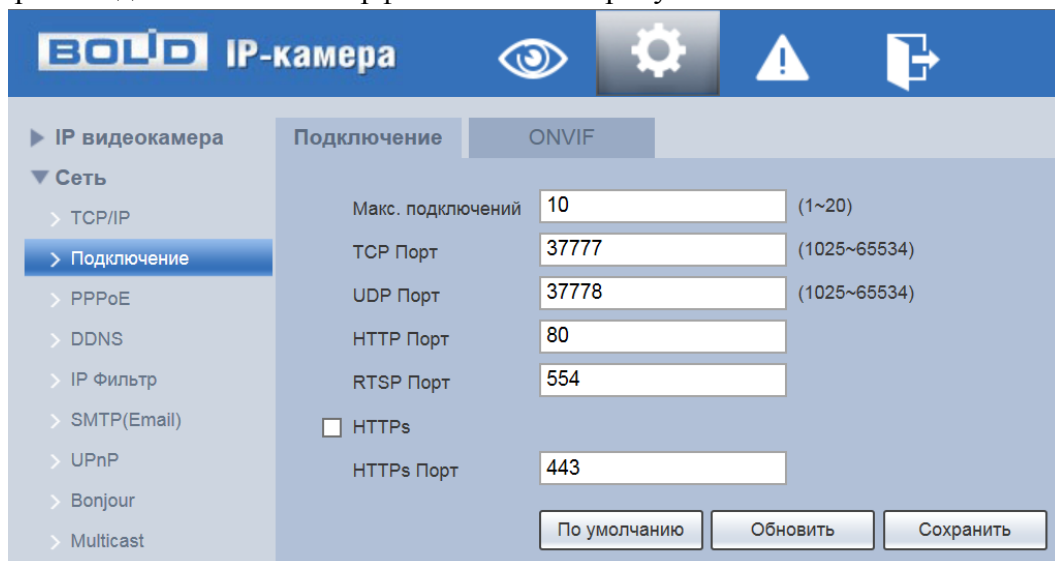 BOLID IP-камера
IP видеокамера
Сеть
TCP/IP
Подключение
PPPoE
DDNS
IP Фильтр
SMTP(Email)
UPnP
Bonjour
Multicast
Подключение ONVIF
Макс. подключений 10 (1~20)
TCP Порт 37777 (1025~65534)
UDP Порт 37778 (1025~65534)
HTTP Порт 80
RTSP Порт 554
HTTPs
HTTPs Порт 443
По умолчанию Обновить Сохранить